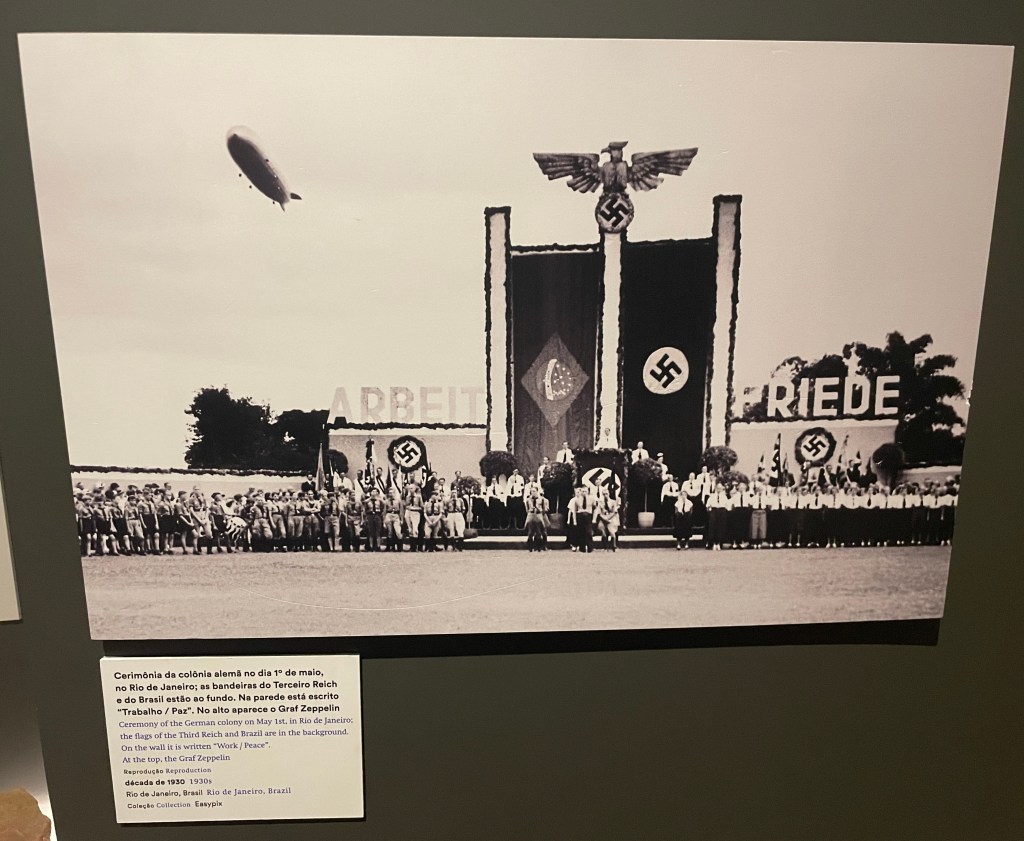 ARBEIT FRIEDE
Cerimônia da colônia alemã no dia 1º de maio,
no Rio de Janeiro; as bandeiras do Terceiro Reich
e do Brasil estão ao fundo. Na parede está escrito
“Trabalho / Paz”. No alto aparece o Graf Zeppelin
Ceremony of the German colony on May 1st, in Rio de Janeiro;
the flags of the Third Reich and Brazil are in the background.
On the wall it is written “Work / Peace”.
At the top, the Graf Zeppelin
Reprodução Reproduction
década de 1930 1930s
Rio de Janeiro, Brasil Rio de Janeiro, Brazil
Coleção Collection Easypix